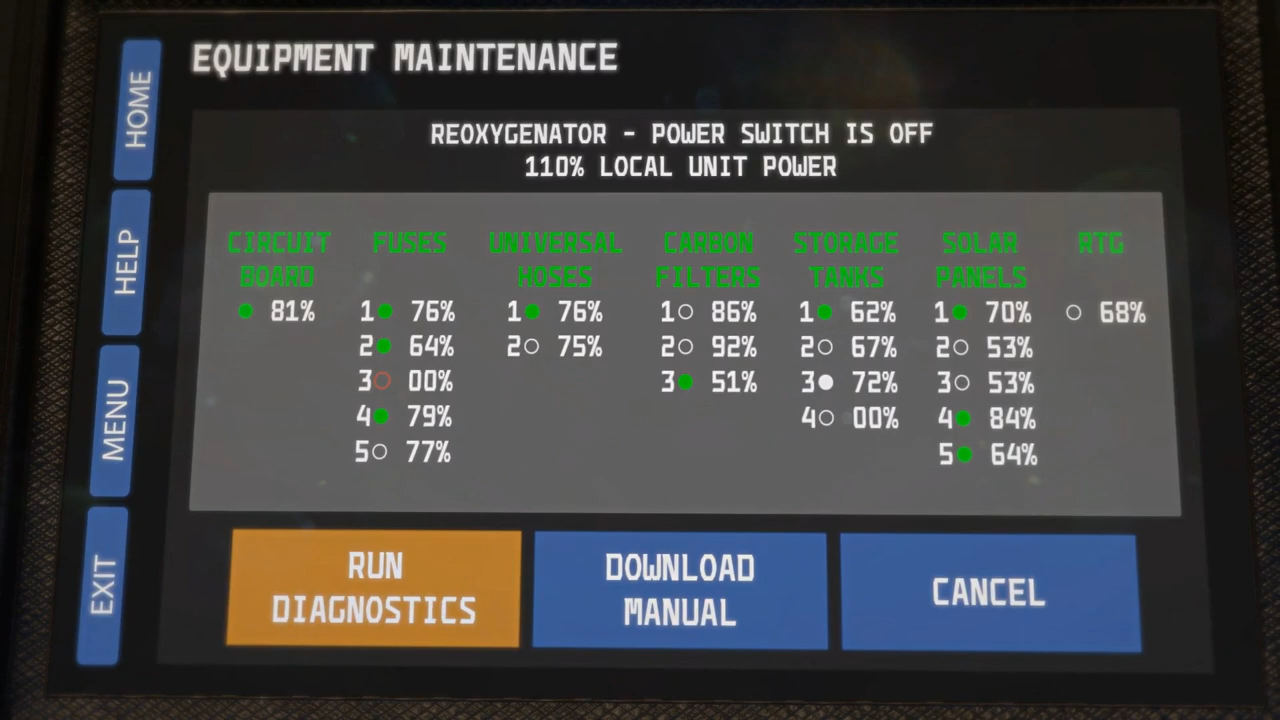 EQUIPMENT MAINTENANCE
HOME
HELP
MENU
EXIT
REOXYGENATOR - POWER SWITCH IS OFF
110% LOCAL UNIT POWER
CIRCUIT BOARD
81%
FUSES
1 76%
2 64%
3 00%
4 79%
5 77%
UNIVERSAL HOSES
1 76%
2 75%
CARBON FILTERS
1 86%
2 92%
3 51%
STORAGE TANKS
1 62%
2 67%
3 72%
4 00%
SOLAR PANELS
1 70%
2 53%
3 53%
4 84%
5 64%
RTG
68%
RUN DIAGNOSTICS
DOWNLOAD MANUAL
CANCEL